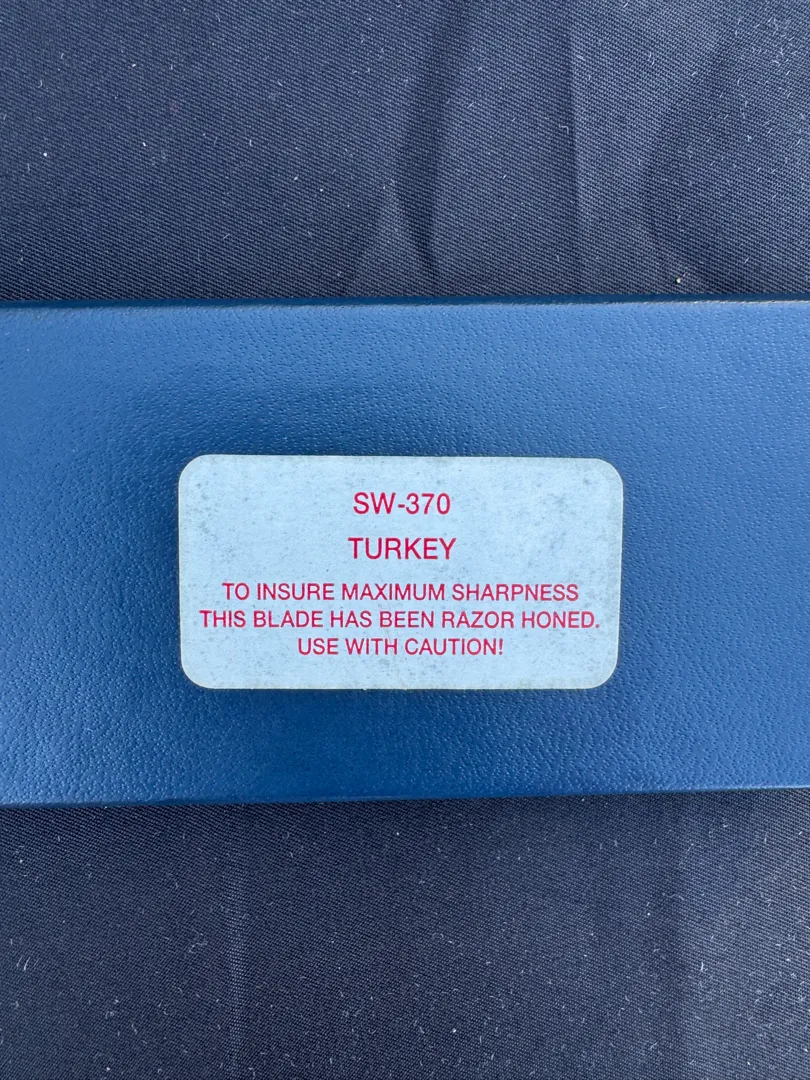 SW-370
TURKEY
TO INSURE MAXIMUM SHARPNESS
THIS BLADE HAS BEEN RAZOR HONED.
USE WITH CAUTION!